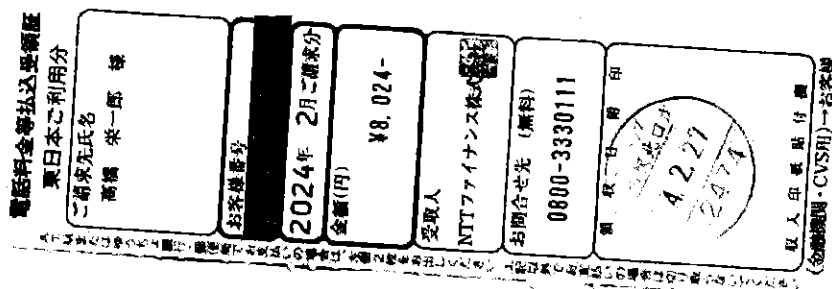 電話料金等払込受領証
東日本ご利用分
ご請求先氏名
高橋 栄一郎 様
お客様番号
2024年 2月ご請求分
金額(円)
¥8,024-
受取人
NTTファイナンス株式会社
お問合せ先 (無料)
0800-3330111
領収日附印
4.2.27
2474
収入印紙貼付欄
(金融機関・CVS用)→お客様